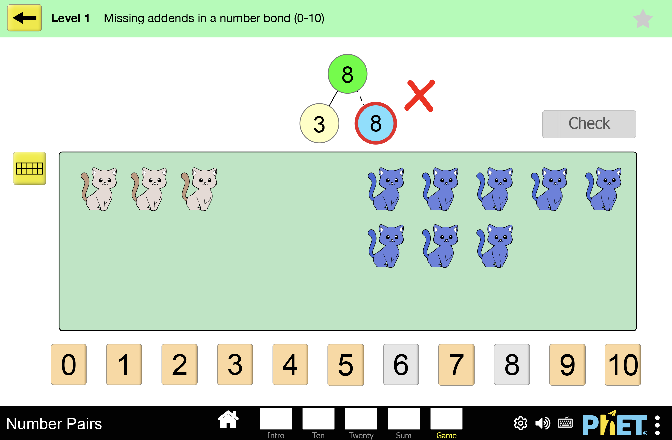 Level 1 Missing addends in a number bond (0-10)
8
3 8
Check
0 1 2 3 4 5 6 7 8 9 10
Number Pairs
Intro Ten Twenty Sum Game
PhET